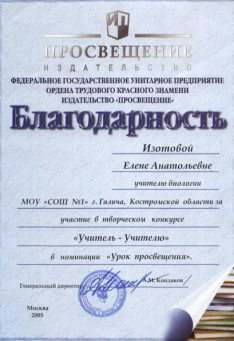 ИП
ПРОСВЕЩЕНИЕ
ИЗДАТЕЛЬСТВО
ФЕДЕРАЛЬНОЕ ГОСУДАРСТВЕННОЕ УНИТАРНОЕ ПРЕДПРИЯТИЕ
ОРДЕНА ТРУДОВОГО КРАСНОГО ЗНАМЕНИ
ИЗДАТЕЛЬСТВО «ПРОСВЕЩЕНИЕ»
Благодарность
Изотовой
Елене Анатольевне
учителю биологии
МОУ «СОШ №1» г. Галича, Костромской области за
участие в творческом конкурсе
«Учитель - Учителю»
в номинации «Урок просвещения».
Генеральный директор
А.М. Кондаков
Москва
2005